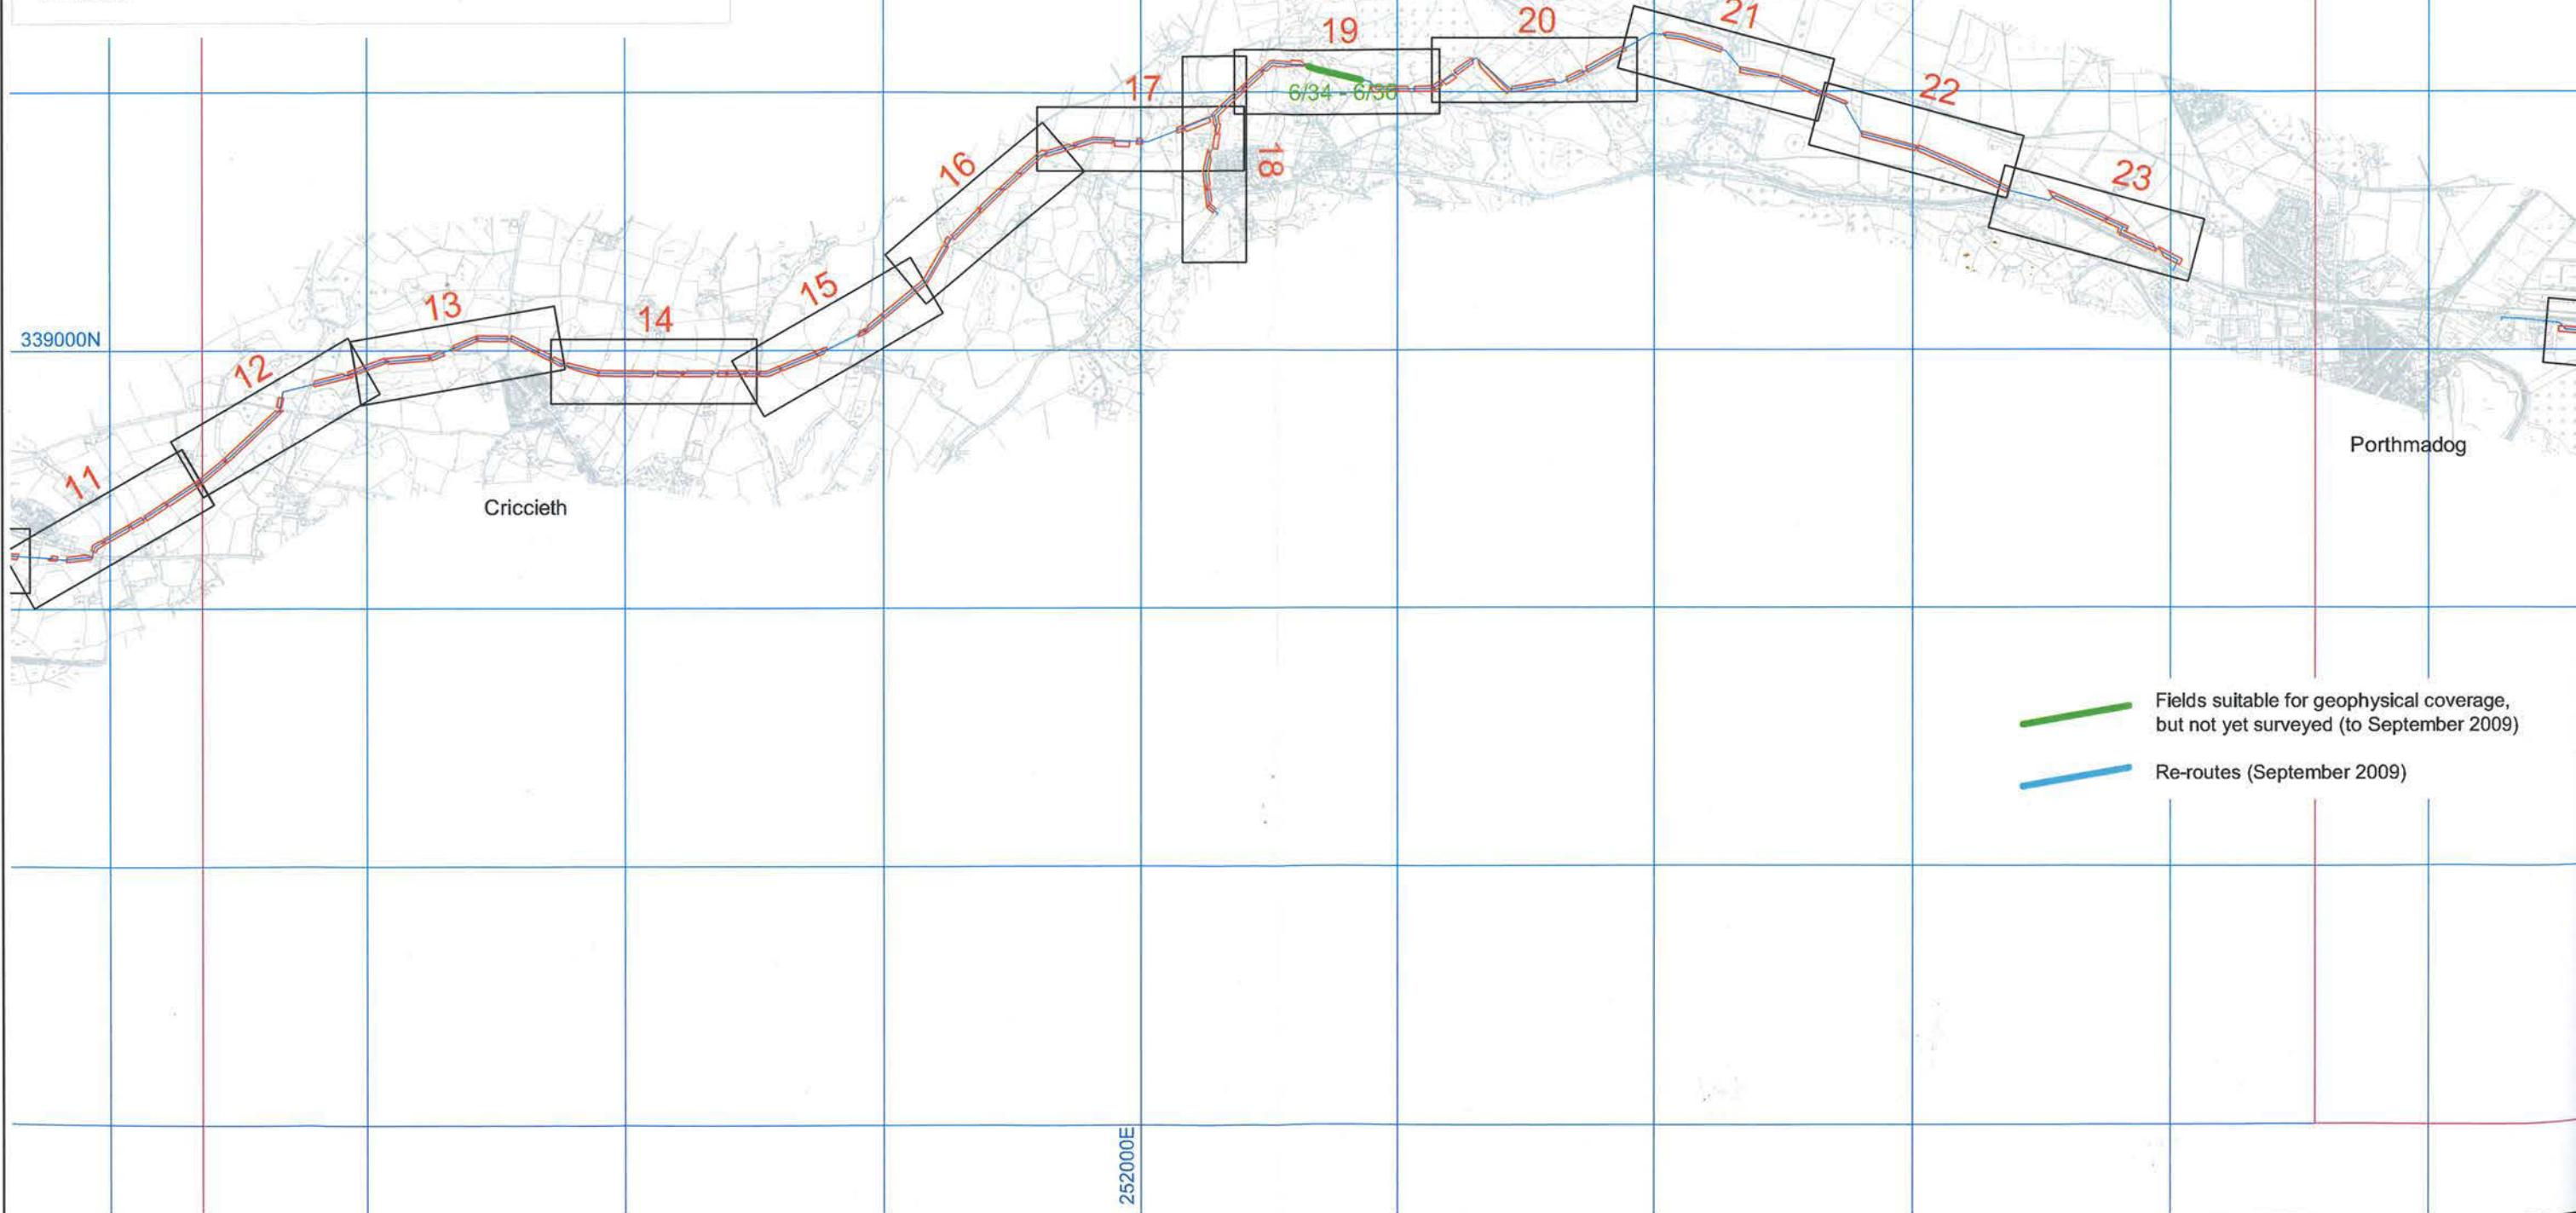 21
20
19
22
17
6/34 - 6/36
18
23
16
15
13
14
339000N
12
Porthmadog
11
Criccieth
Fields suitable for geophysical coverage,
but not yet surveyed (to September 2009)
Re-routes (September 2009)
252000E